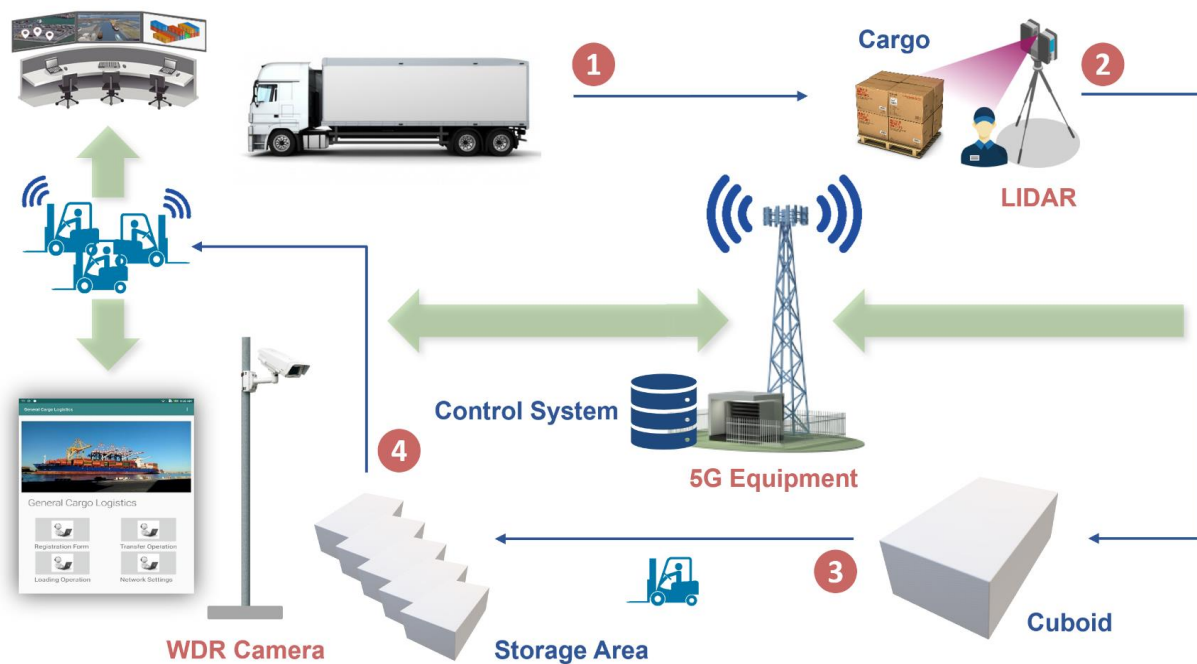 1
Cargo
2
LIDAR
Control System
5G Equipment
4
General Cargo Logistics
General Cargo Logistics
Registration Form
Transfer Operation
Loading Operation
Network Settings
3
WDR Camera
Storage Area
Cuboid